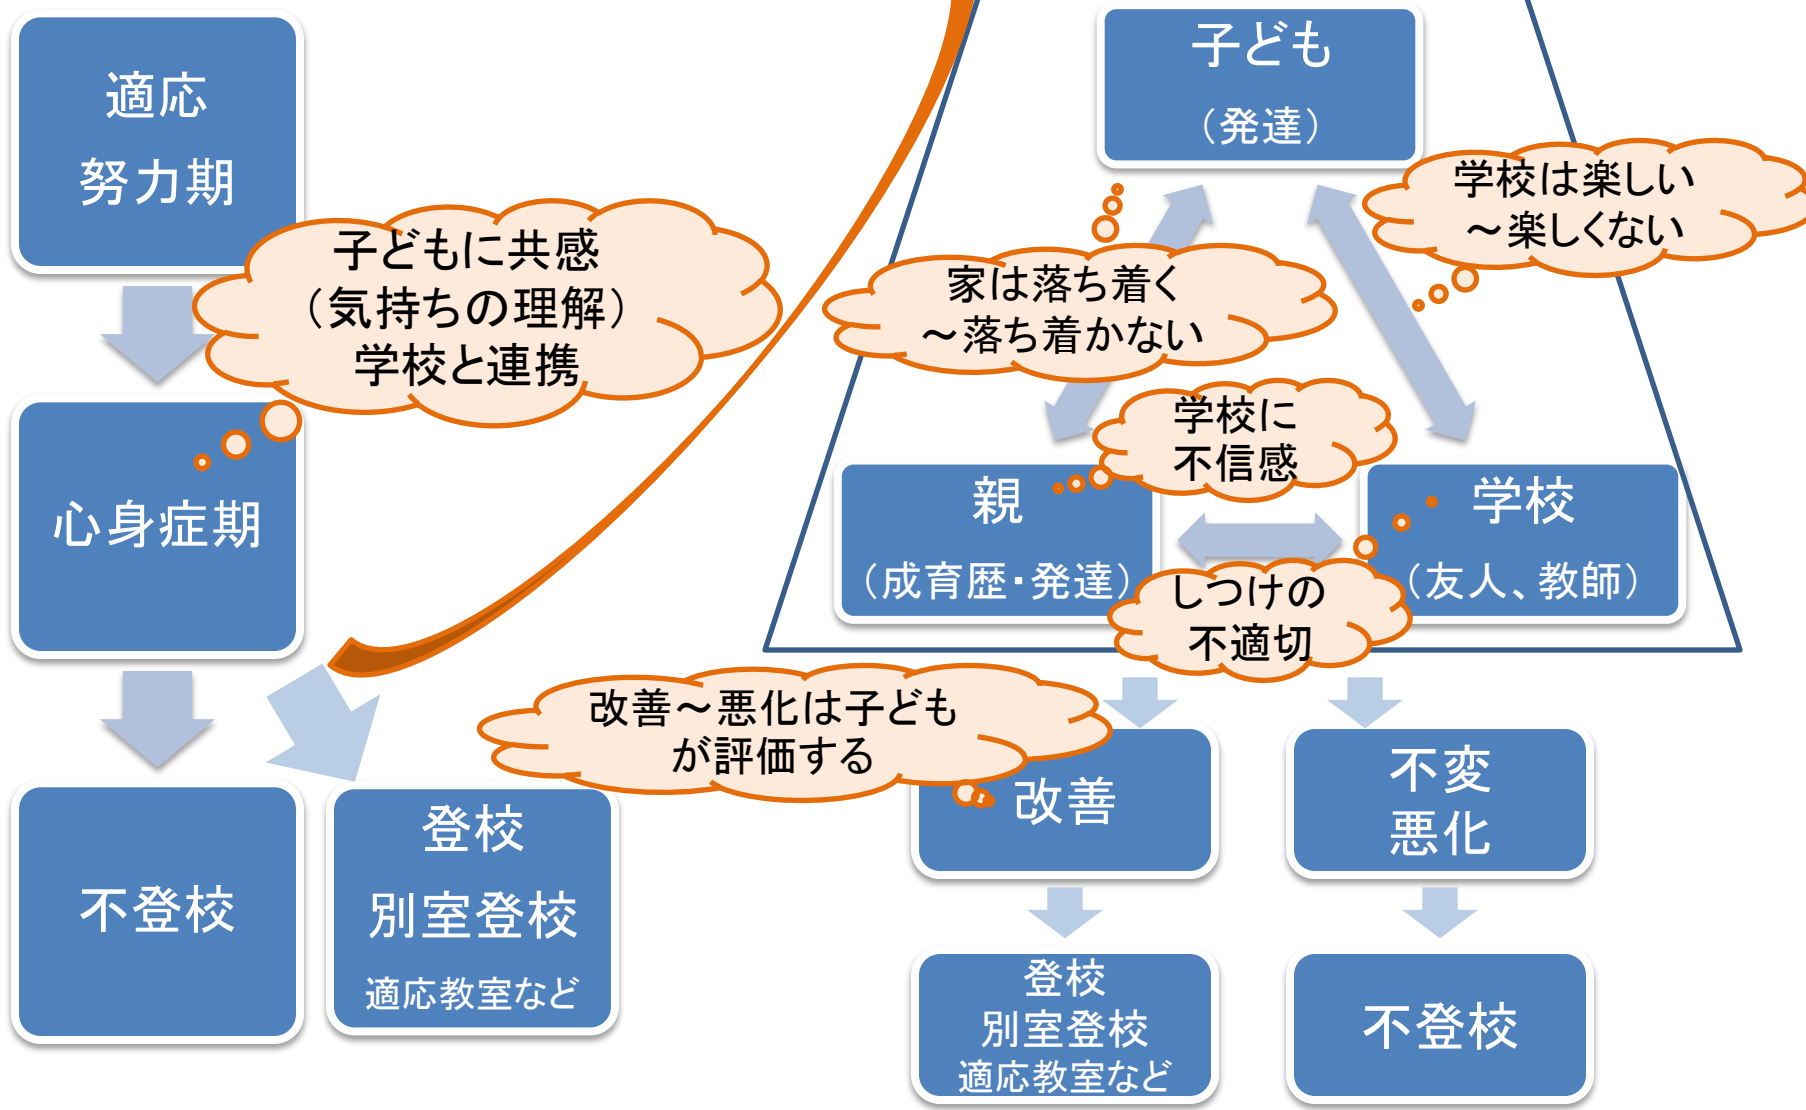 適応
努力期
子どもに共感
（気持ちの理解）
学校と連携
心身症期
不登校
登校
別室登校
適応教室など
子ども
（発達）
学校は楽しい
～楽しくない
家は落ち着く
～落ち着かない
学校に
不信感
親
（成育歴・発達）
学校
（友人、教師）
しつけの
不適切
改善～悪化は子ども
が評価する
改善
不変
悪化
登校
別室登校
適応教室など
不登校